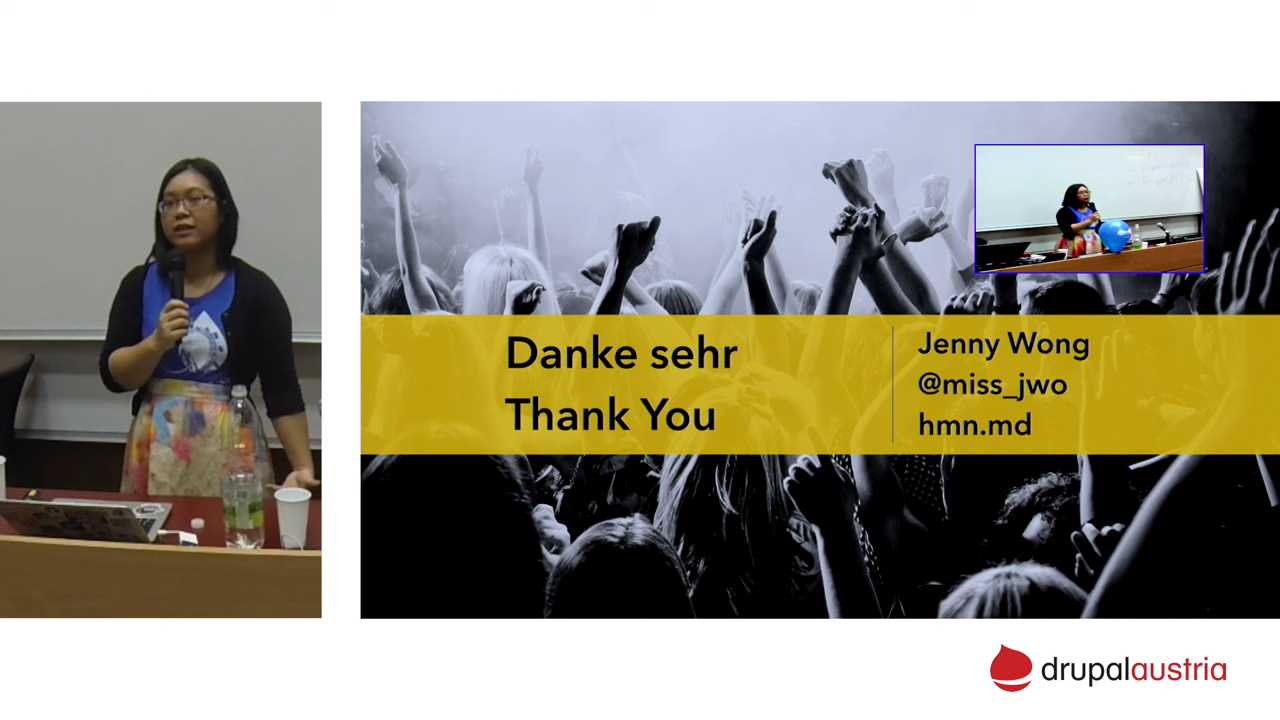 Danke sehr
Thank You
Jenny Wong
@miss_jwo
hmn.md
drupalaustria